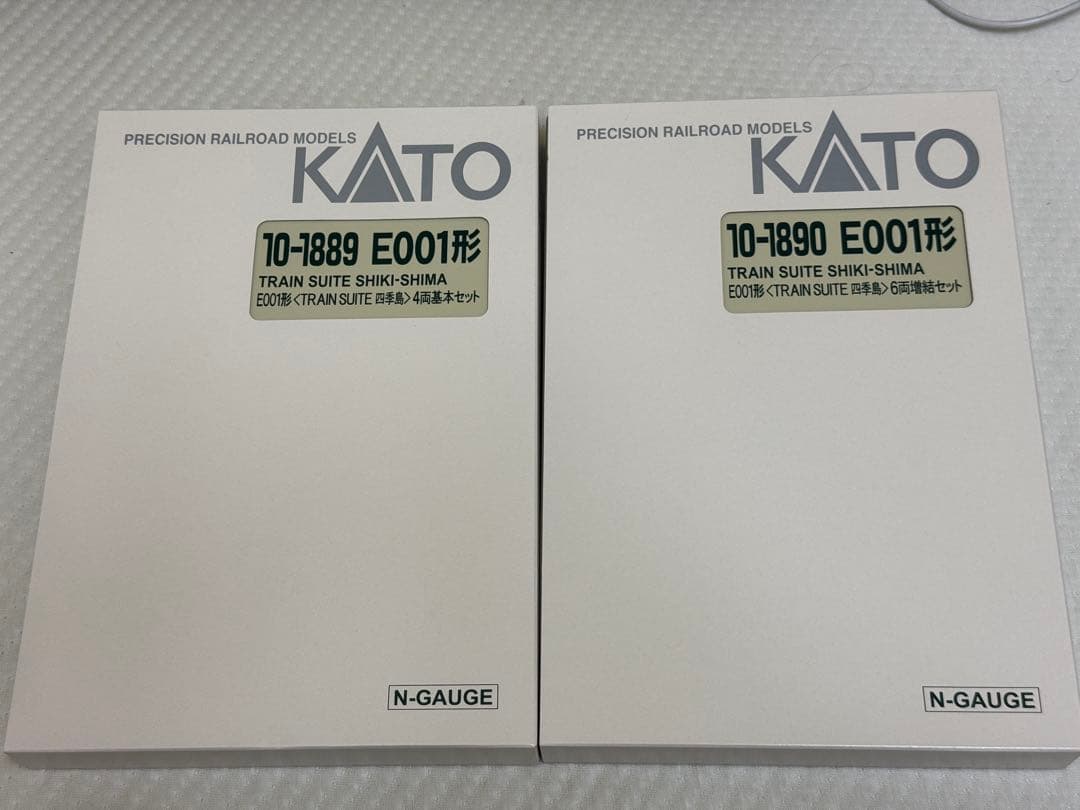 PRECISION RAILROAD MODELS
KATO
10-1889 E001形
TRAIN SUITE SHIKI-SHIMA
E001形〈TRAIN SUITE 四季島〉4両基本セット
N-GAUGE
PRECISION RAILROAD MODELS
KATO
10-1890 E001形
TRAIN SUITE SHIKI-SHIMA
E001形〈TRAIN SUITE 四季島〉6両増結セット
N-GAUGE